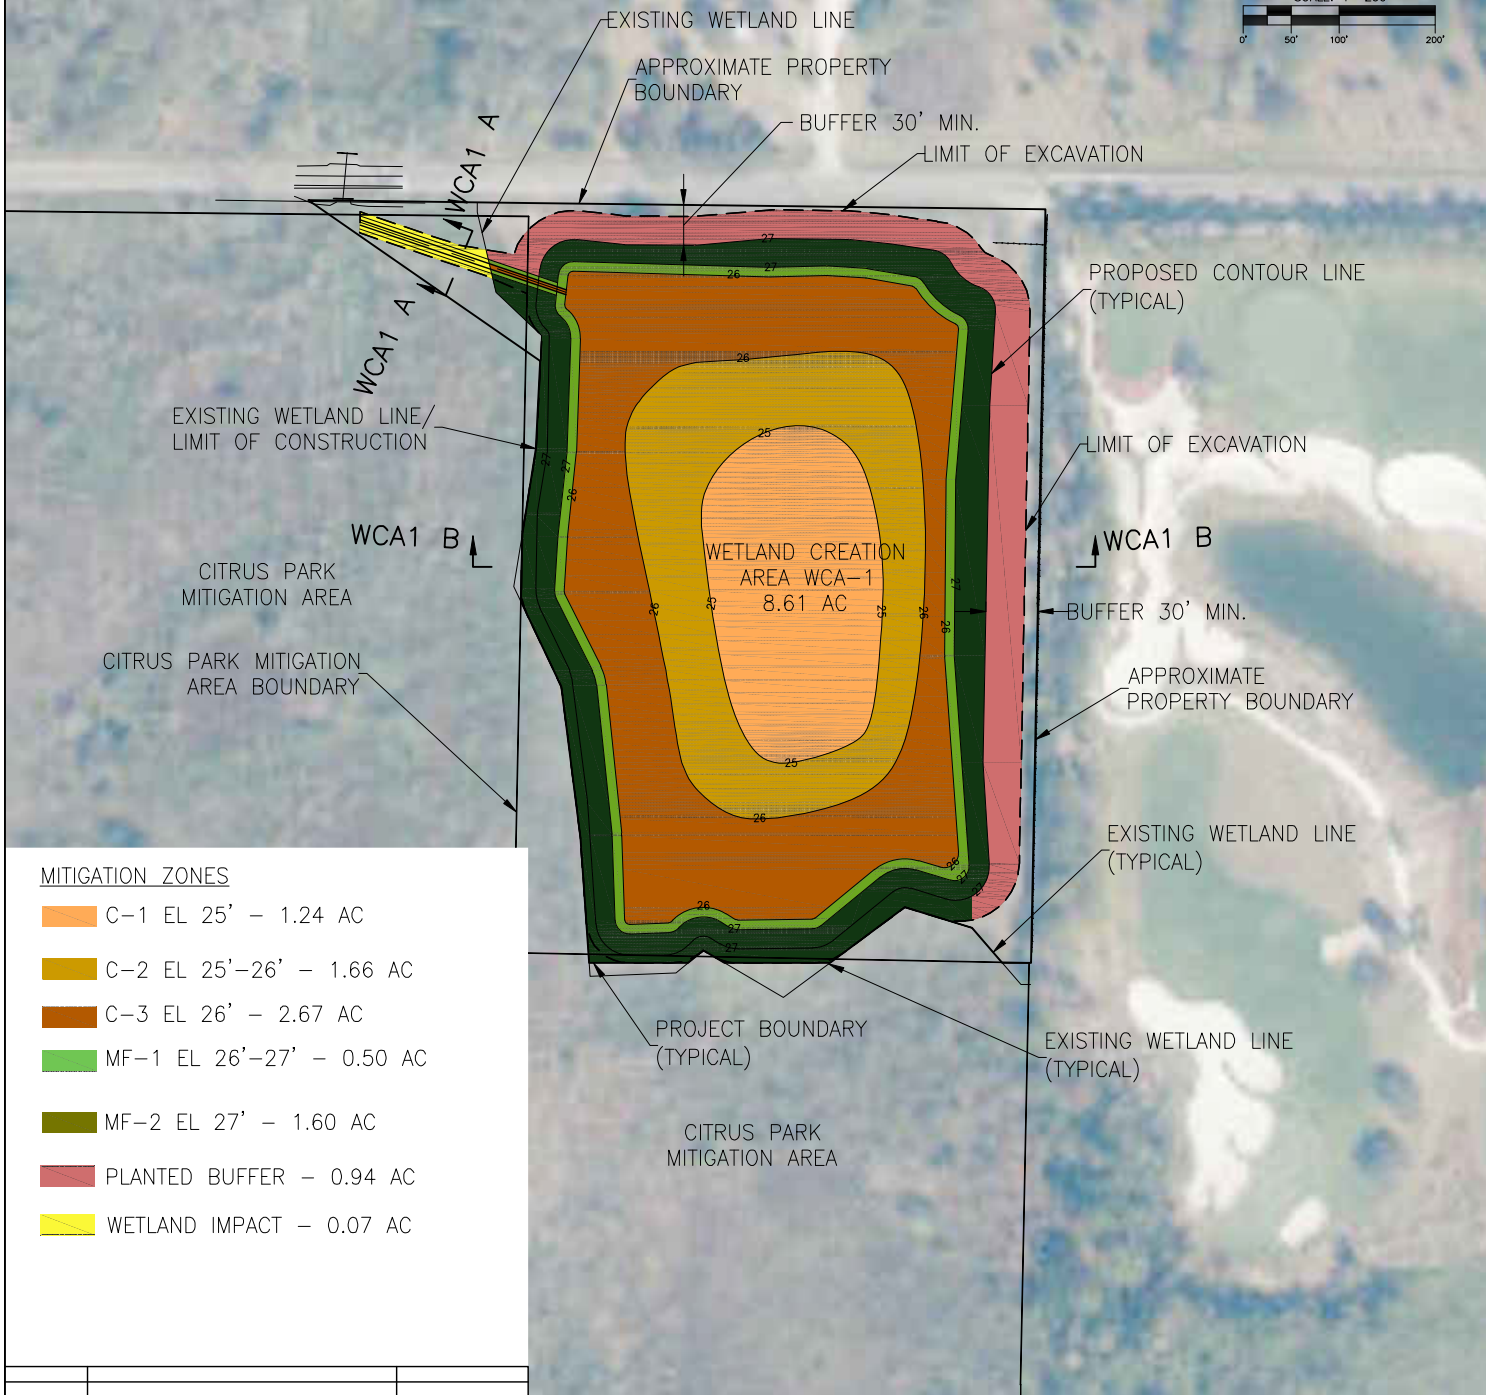 0'
50'
100'
200'
EXISTING WETLAND LINE
APPROXIMATE PROPERTY
BOUNDARY
BUFFER 30' MIN.
LIMIT OF EXCAVATION
WCA1 A
WCA1 A
PROPOSED CONTOUR LINE
(TYPICAL)
27
27
26
26
25
EXISTING WETLAND LINE/
LIMIT OF CONSTRUCTION
LIMIT OF EXCAVATION
27
27
26
WCA1 B
WCA1 B
WETLAND CREATION
AREA WCA-1
8.61 AC
CITRUS PARK
MITIGATION AREA
26
25
25
26
27
26
BUFFER 30' MIN.
CITRUS PARK MITIGATION
AREA BOUNDARY
APPROXIMATE
PROPERTY BOUNDARY
25
26
EXISTING WETLAND LINE
(TYPICAL)
26
27
27
26
27
27
MITIGATION ZONES
C-1 EL 25' - 1.24 AC
C-2 EL 25'-26' - 1.66 AC
C-3 EL 26' - 2.67 AC
MF-1 EL 26'-27' - 0.50 AC
MF-2 EL 27' - 1.60 AC
PLANTED BUFFER - 0.94 AC
WETLAND IMPACT - 0.07 AC
PROJECT BOUNDARY
(TYPICAL)
EXISTING WETLAND LINE
(TYPICAL)
CITRUS PARK
MITIGATION AREA